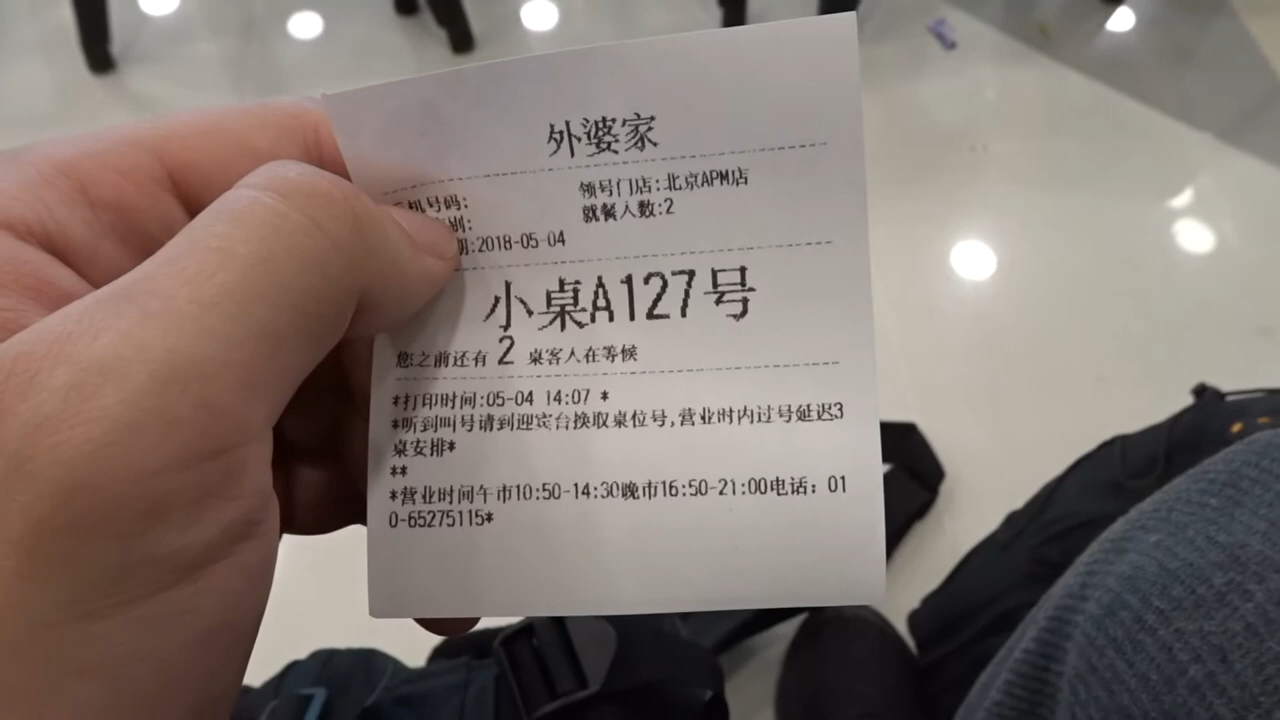 外婆家
机号码:
领号门店:北京APM店
别:
就餐人数:2
期:2018-05-04
小桌A127号
您之前还有 2 桌客人在等候
*打印时间:05-04 14:07 *
*听到叫号请到迎宾台换取桌位号,营业时内过号延迟3
桌安排*
**
*营业时间午市10:50-14:30晚市16:50-21:00电话：01
0-65275115*